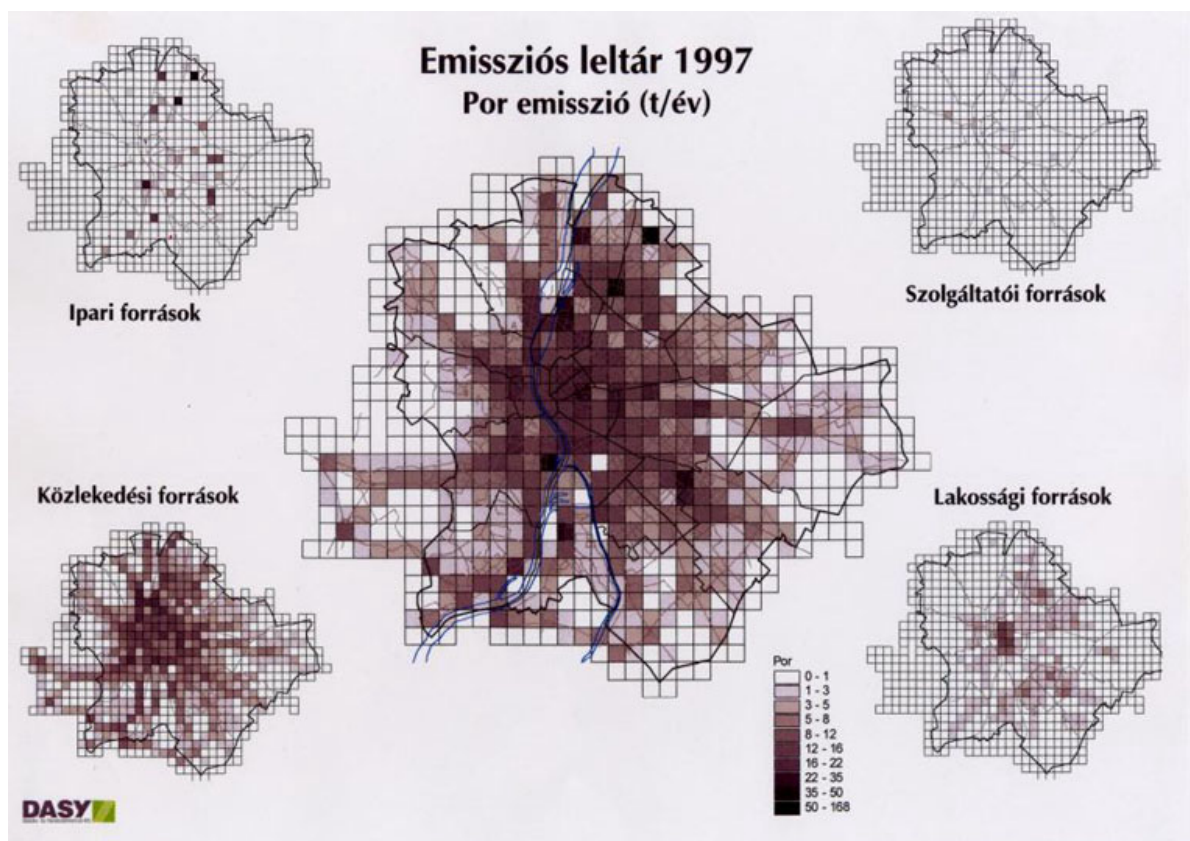 Emissziós leltár 1997
Por emisszió (t/év)
Ipari források
Szolgáltatói források
Közlekedési források
Lakossági források
Por
0 - 1
1 - 3
3 - 5
5 - 8
8 - 12
12 - 16
16 - 22
22 - 35
35 - 50
50 - 168
DASY